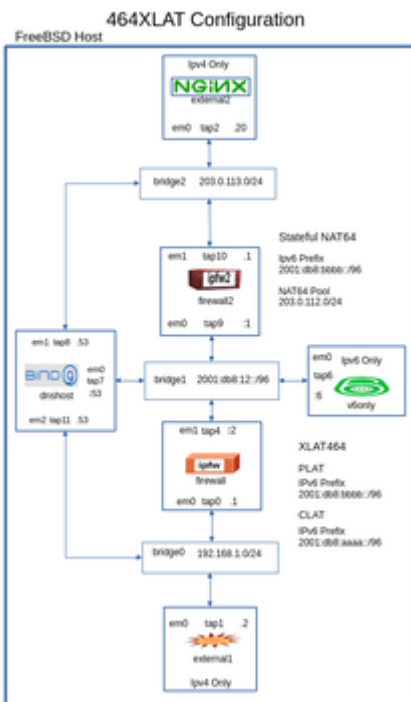 464XLAT Configuration
FreeBSD Host
Ipv4 Only
NGINX
external2
em0 tap2 .20
bridge2 203.0.113.0/24
em1 tap10 .1
ipfw2
firewall2
em0 tap9 :1
Stateful NAT64
Ipv6 Prefix
2001:db8:bbbb::/96
NAT64 Pool
203.0.112.0/24
em1 tap8 .53
BIND 9
em0
tap7
:53
dnshost
em2 tap11 .53
bridge1 2001:db8:12::/96
em0
Ipv6 Only
tap6
:6
v6only
em1 tap4 :2
ipfw
firewall
em0 tap0 .1
XLAT464
PLAT
IPv6 Prefix
2001:db8:bbbb::/96
CLAT
IPv6 Prefix
2001:db8:aaaa::/96
bridge0 192.168.1.0/24
em0 tap1 .2
external1
Ipv4 Only